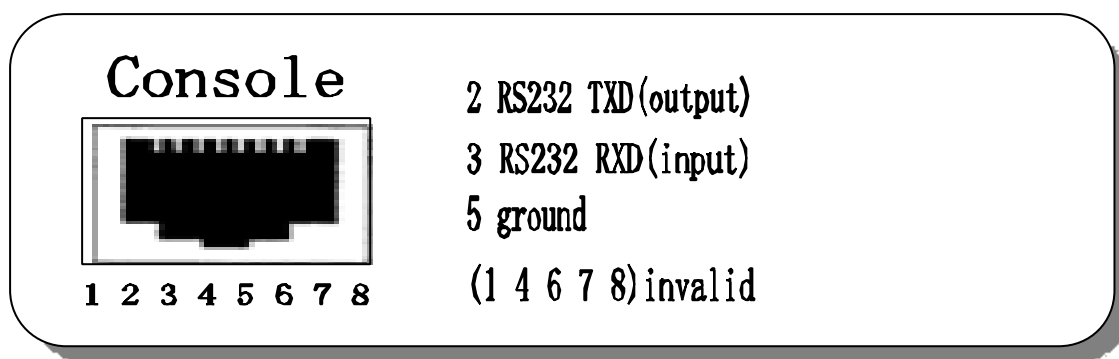 Console
1 2 3 4 5 6 7 8
2 RS232 TXD(output)
3 RS232 RXD(input)
5 ground
(1 4 6 7 8)invalid